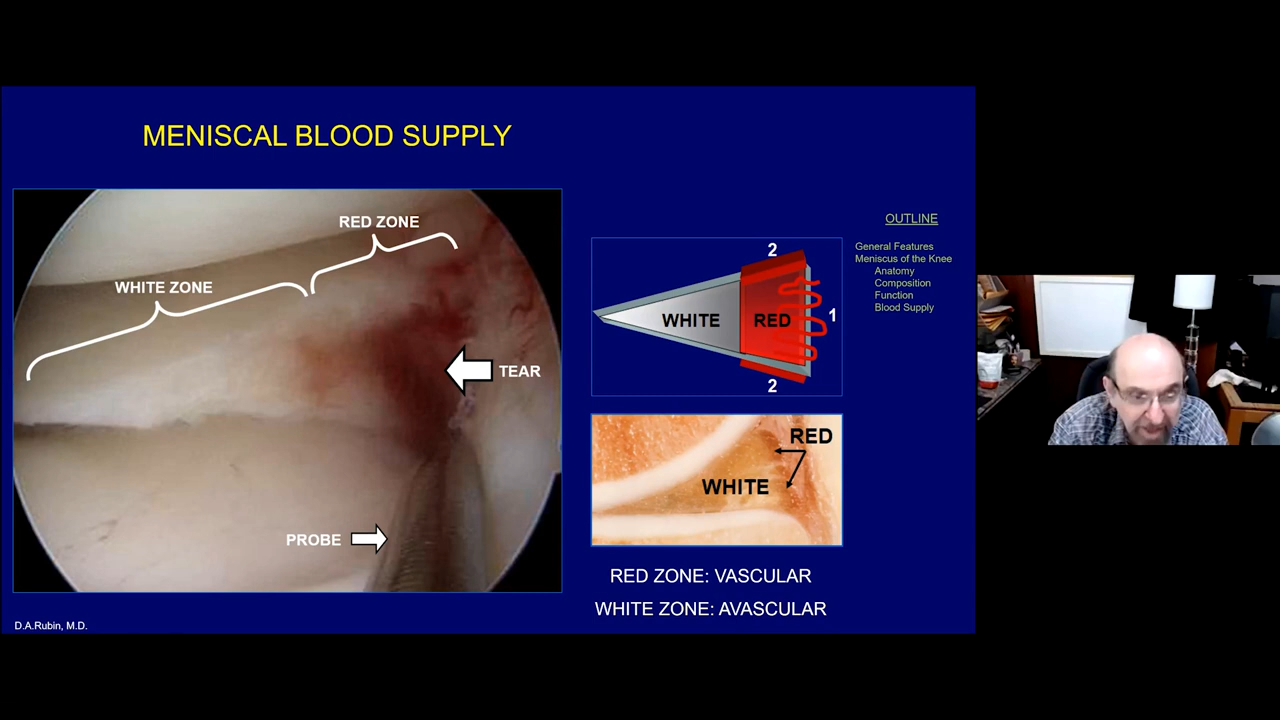 MENISCAL BLOOD SUPPLY
RED ZONE
WHITE ZONE
TEAR
PROBE
D.A.Rubin, M.D.
2
WHITE
RED
1
2
RED
WHITE
RED ZONE: VASCULAR
WHITE ZONE: AVASCULAR
OUTLINE
General Features
Meniscus of the Knee
Anatomy
Composition
Function
Blood Supply